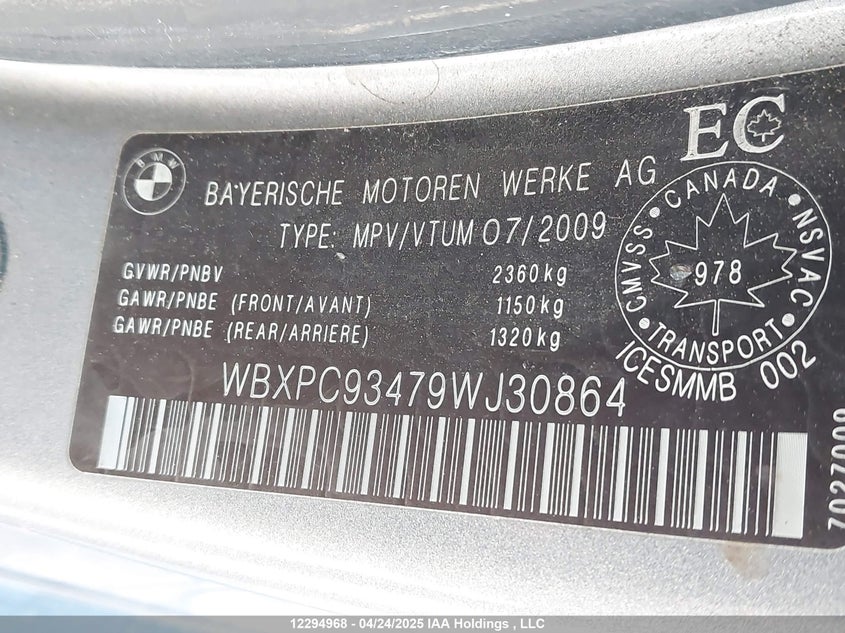 BMW
EC
BAYERISCHE MOTOREN WERKE AG
TYPE: MPV/VTUM 07/2009
GVWR/PNBV 2360kg
GAWR/PNBE (FRONT/AVANT) 1150kg
GAWR/PNBE (REAR/ARRIERE) 1320kg
CMVSS • CANADA • NSVAC • TRANSPORT •
978
ICESMMB 002
WBXPC93479WJ30864
7027009
12294968 - 04/24/2025 IAA Holdings , LLC